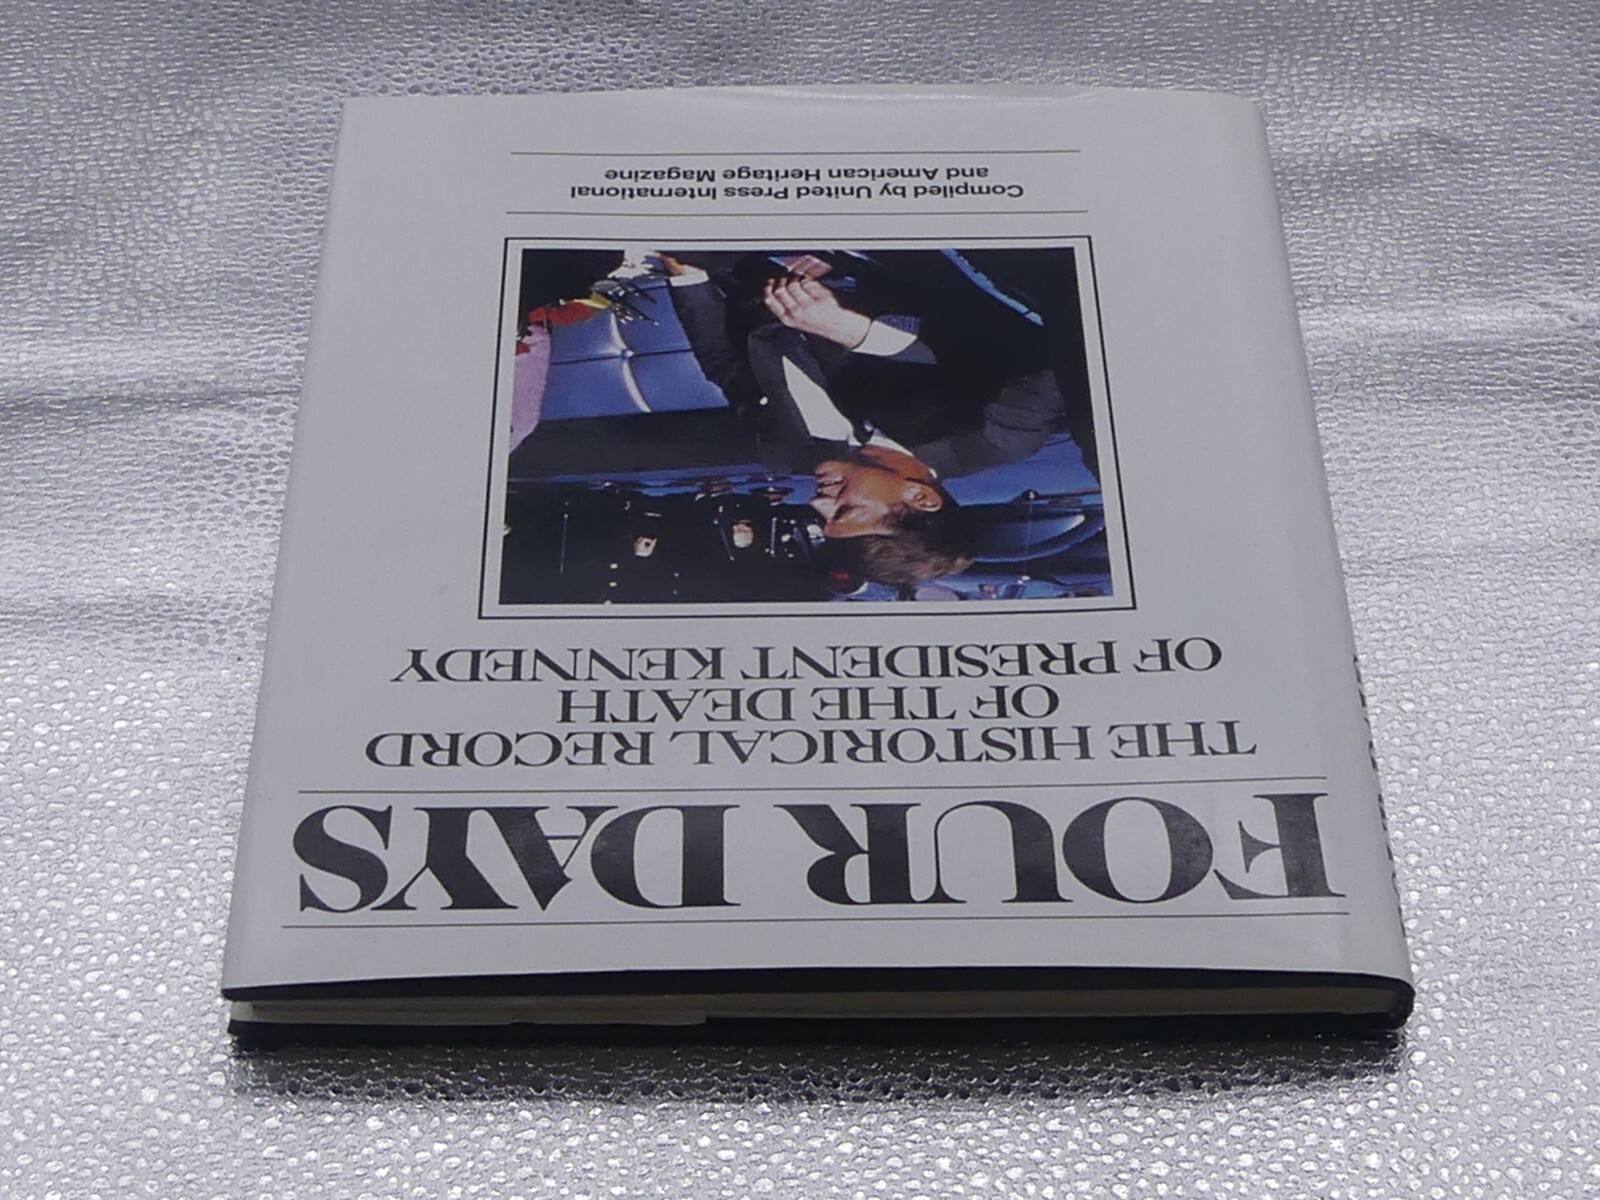 FOUR DAYS
THE HISTORICAL RECORD
OF THE DEATH
OF PRESIDENT KENNEDY
Compiled by United Press International
and American Heritage Magazine